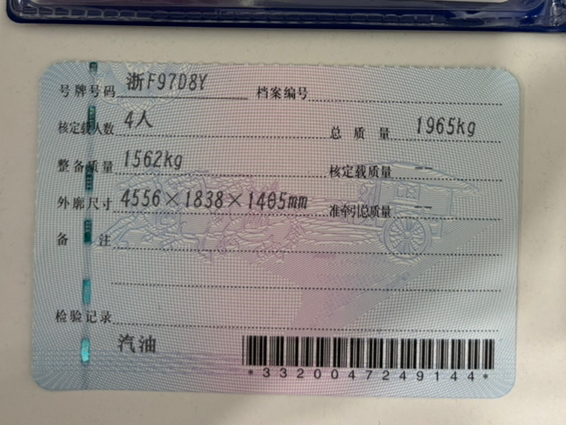 号牌号码 浙F97D8Y 档案编号
核定载人数 4人 总质量 1965kg
整备质量 1562kg 核定载质量 --
外廓尺寸 4556×1838×1405mm 准牵引总质量 --
备注
检验记录
汽油
*3320047249144*